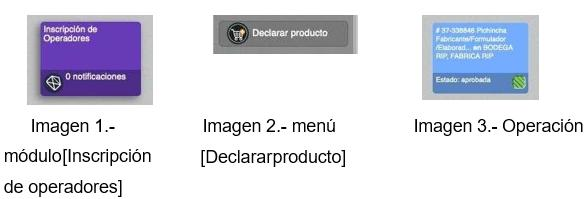 Inscripción de
Operadores
0 notificaciones
Declarar producto
# 37-338846 Pichincha
Fabricante/Formulador
/Elaborad... en BODEGA
RIP, FABRICA RIP
Estado: aprobada
Imagen 1.-
módulo[Inscripción
de operadores]
Imagen 2.- menú
[Declararproducto]
Imagen 3.- Operación